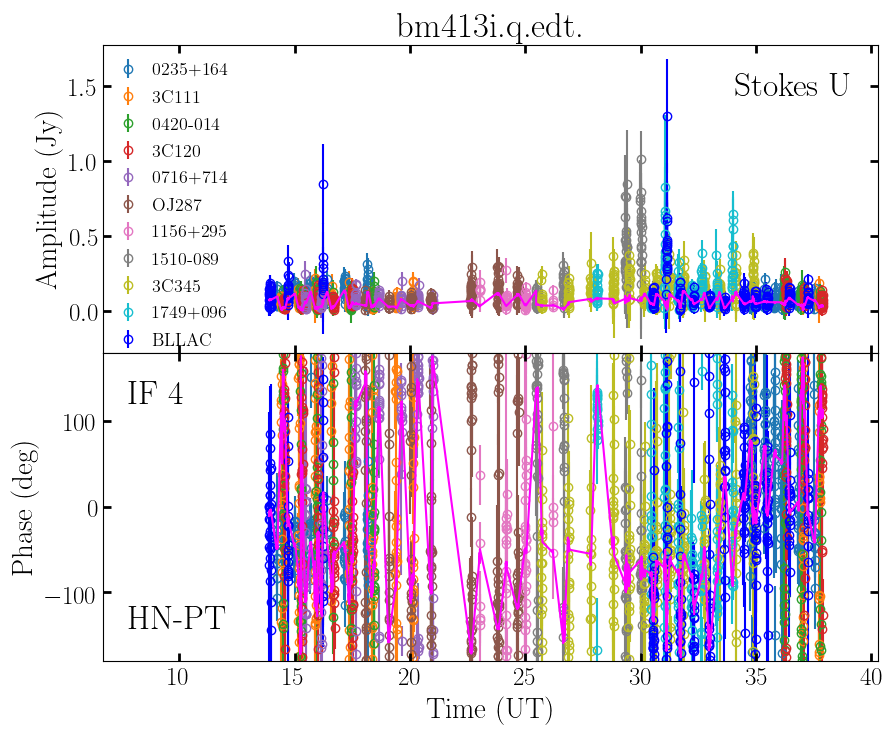 bm413i.q.edt.
Stokes U
Amplitude (Jy)
1.5
1.0
0.5
0.0
0235+164
3C111
0420-014
3C120
0716+714
OJ287
1156+295
1510-089
3C345
1749+096
BLLAC
IF 4
HN-PT
Phase (deg)
100
0
−100
10 15 20 25 30 35 40
Time (UT)